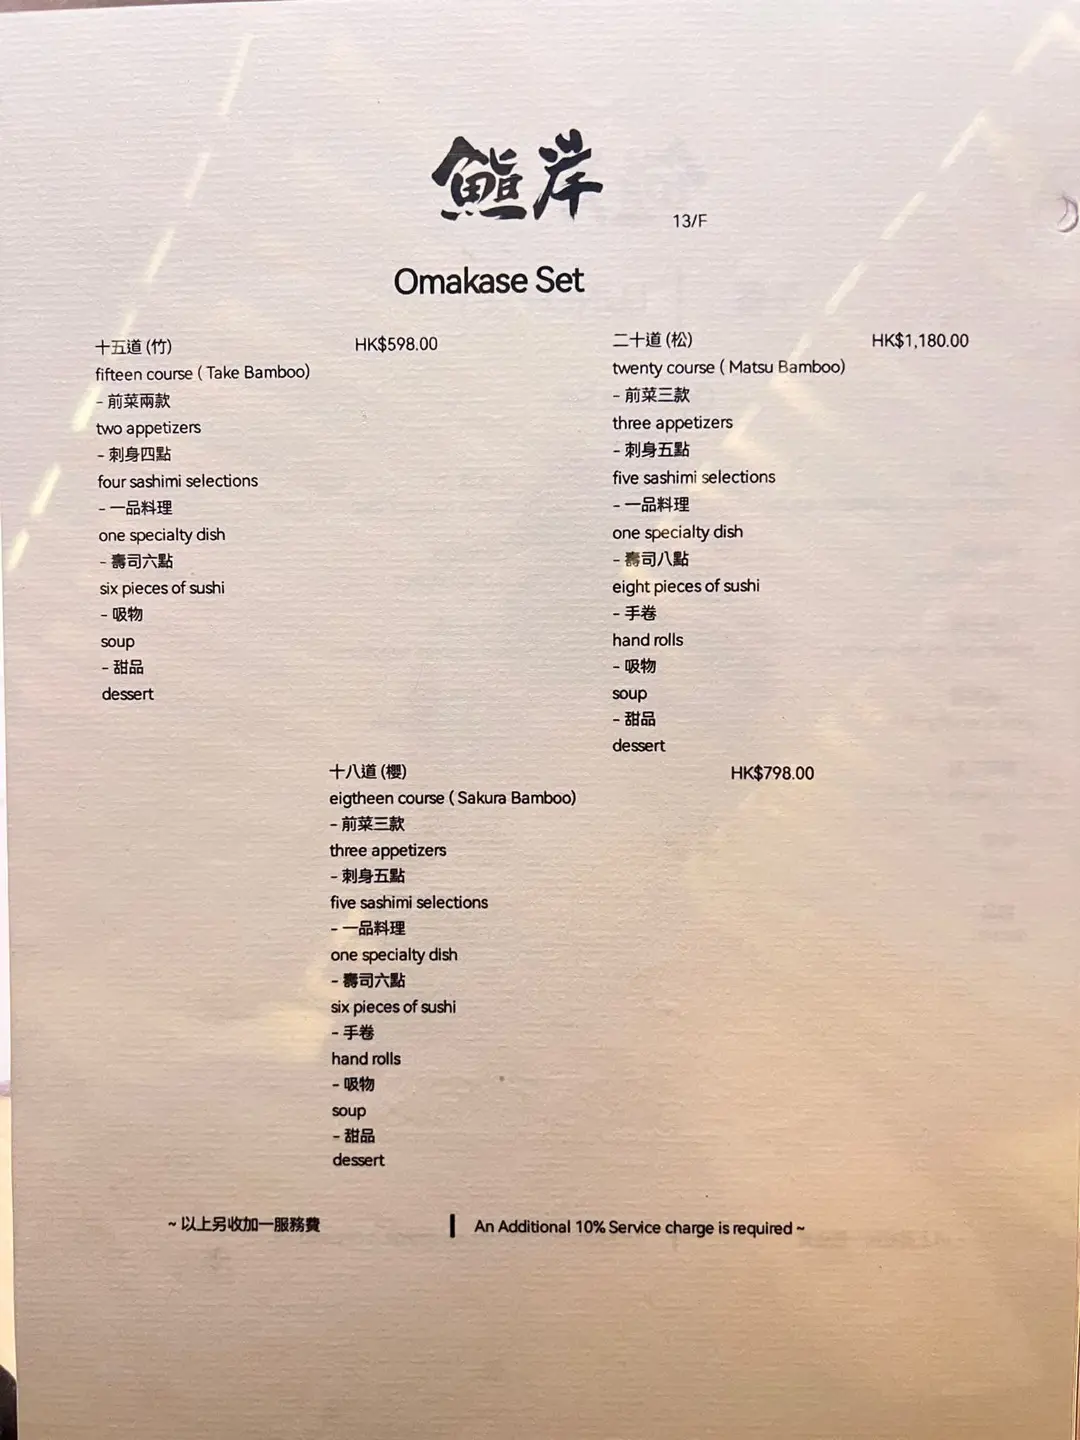 鮨岸
13/F
Omakase Set
十五道 (竹) HK$598.00
fifteen course ( Take Bamboo)
- 前菜兩款
two appetizers
- 刺身四點
four sashimi selections
- 一品料理
one specialty dish
- 壽司六點
six pieces of sushi
- 吸物
soup
- 甜品
dessert
二十道 (松) HK$1,180.00
twenty course ( Matsu Bamboo)
- 前菜三款
three appetizers
- 刺身五點
five sashimi selections
- 一品料理
one specialty dish
- 壽司八點
eight pieces of sushi
- 手卷
hand rolls
- 吸物
soup
- 甜品
dessert
十八道 (櫻) HK$798.00
eigtheen course ( Sakura Bamboo)
- 前菜三款
three appetizers
- 刺身五點
five sashimi selections
- 一品料理
one specialty dish
- 壽司六點
six pieces of sushi
- 手卷
hand rolls
- 吸物
soup
- 甜品
dessert
~ 以上另收加一服務費 | An Additional 10% Service charge is required ~